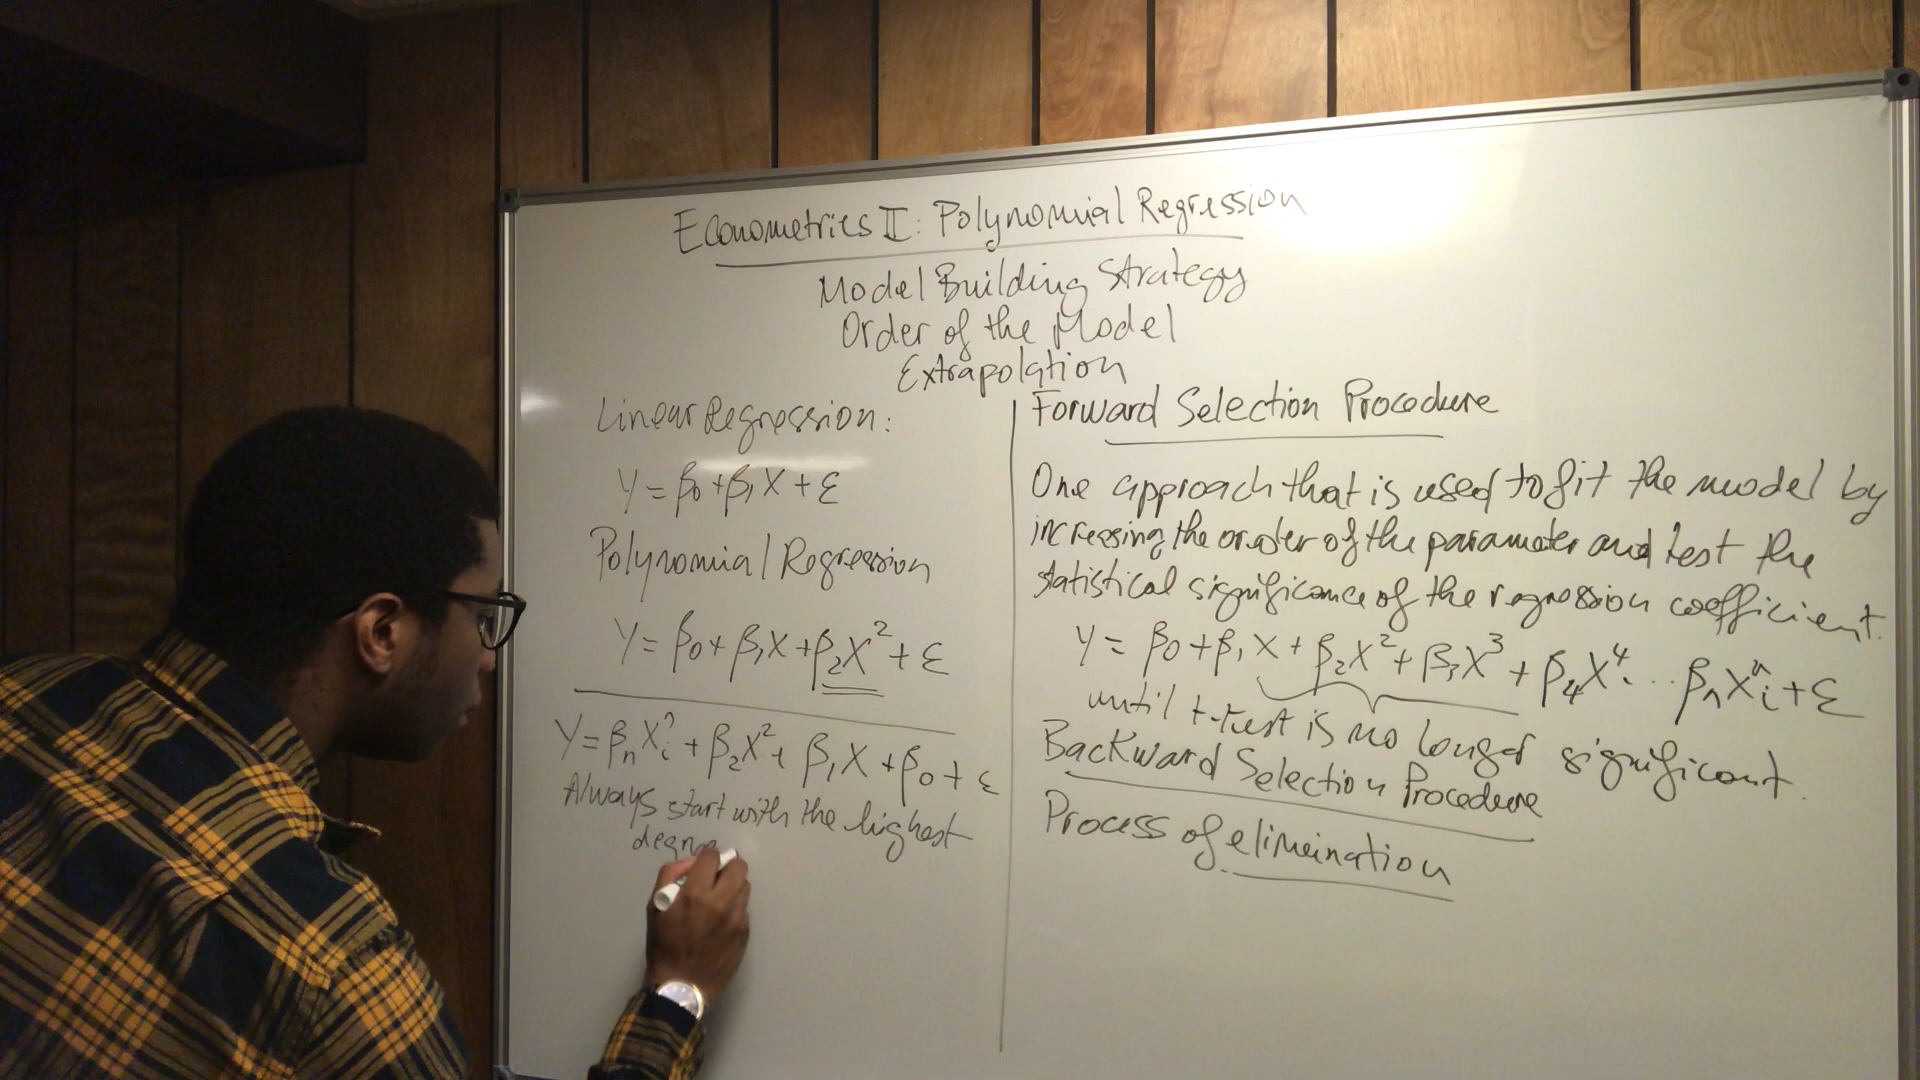 Econometrics II: Polynomial Regression
Model Building Strategy
Order of the Model
Extrapolation
Linear Regression:
Y = β0 + β1X + ε
Polynomial Regression
Y = β0 + β1X + β2X² + ε
Y = βnXⁿi + β2X² + β1X + β0 + ε
Always start with the highest
degree
Forward Selection Procedure
One approach that is used to fit the model by
increasing the order of the parameter and test the
statistical significance of the regression coefficient.
Y = β0 + β1X + β2X² + β3X³ + β4X⁴... βnXⁿi + ε
until t-test is no longer significant.
Backward Selection Procedure
Process of elimination